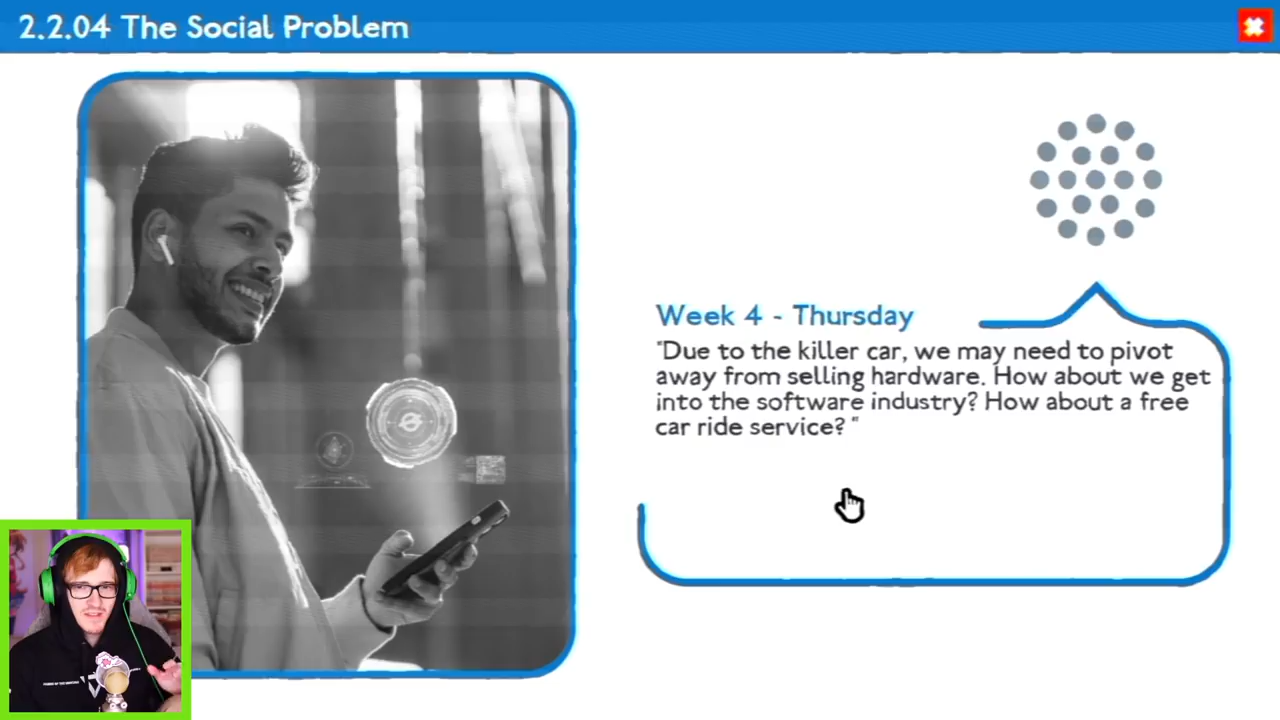 2.2.04 The Social Problem
Week 4 - Thursday
"Due to the killer car, we may need to pivot
away from selling hardware. How about we get
into the software industry? How about a free
car ride service? "